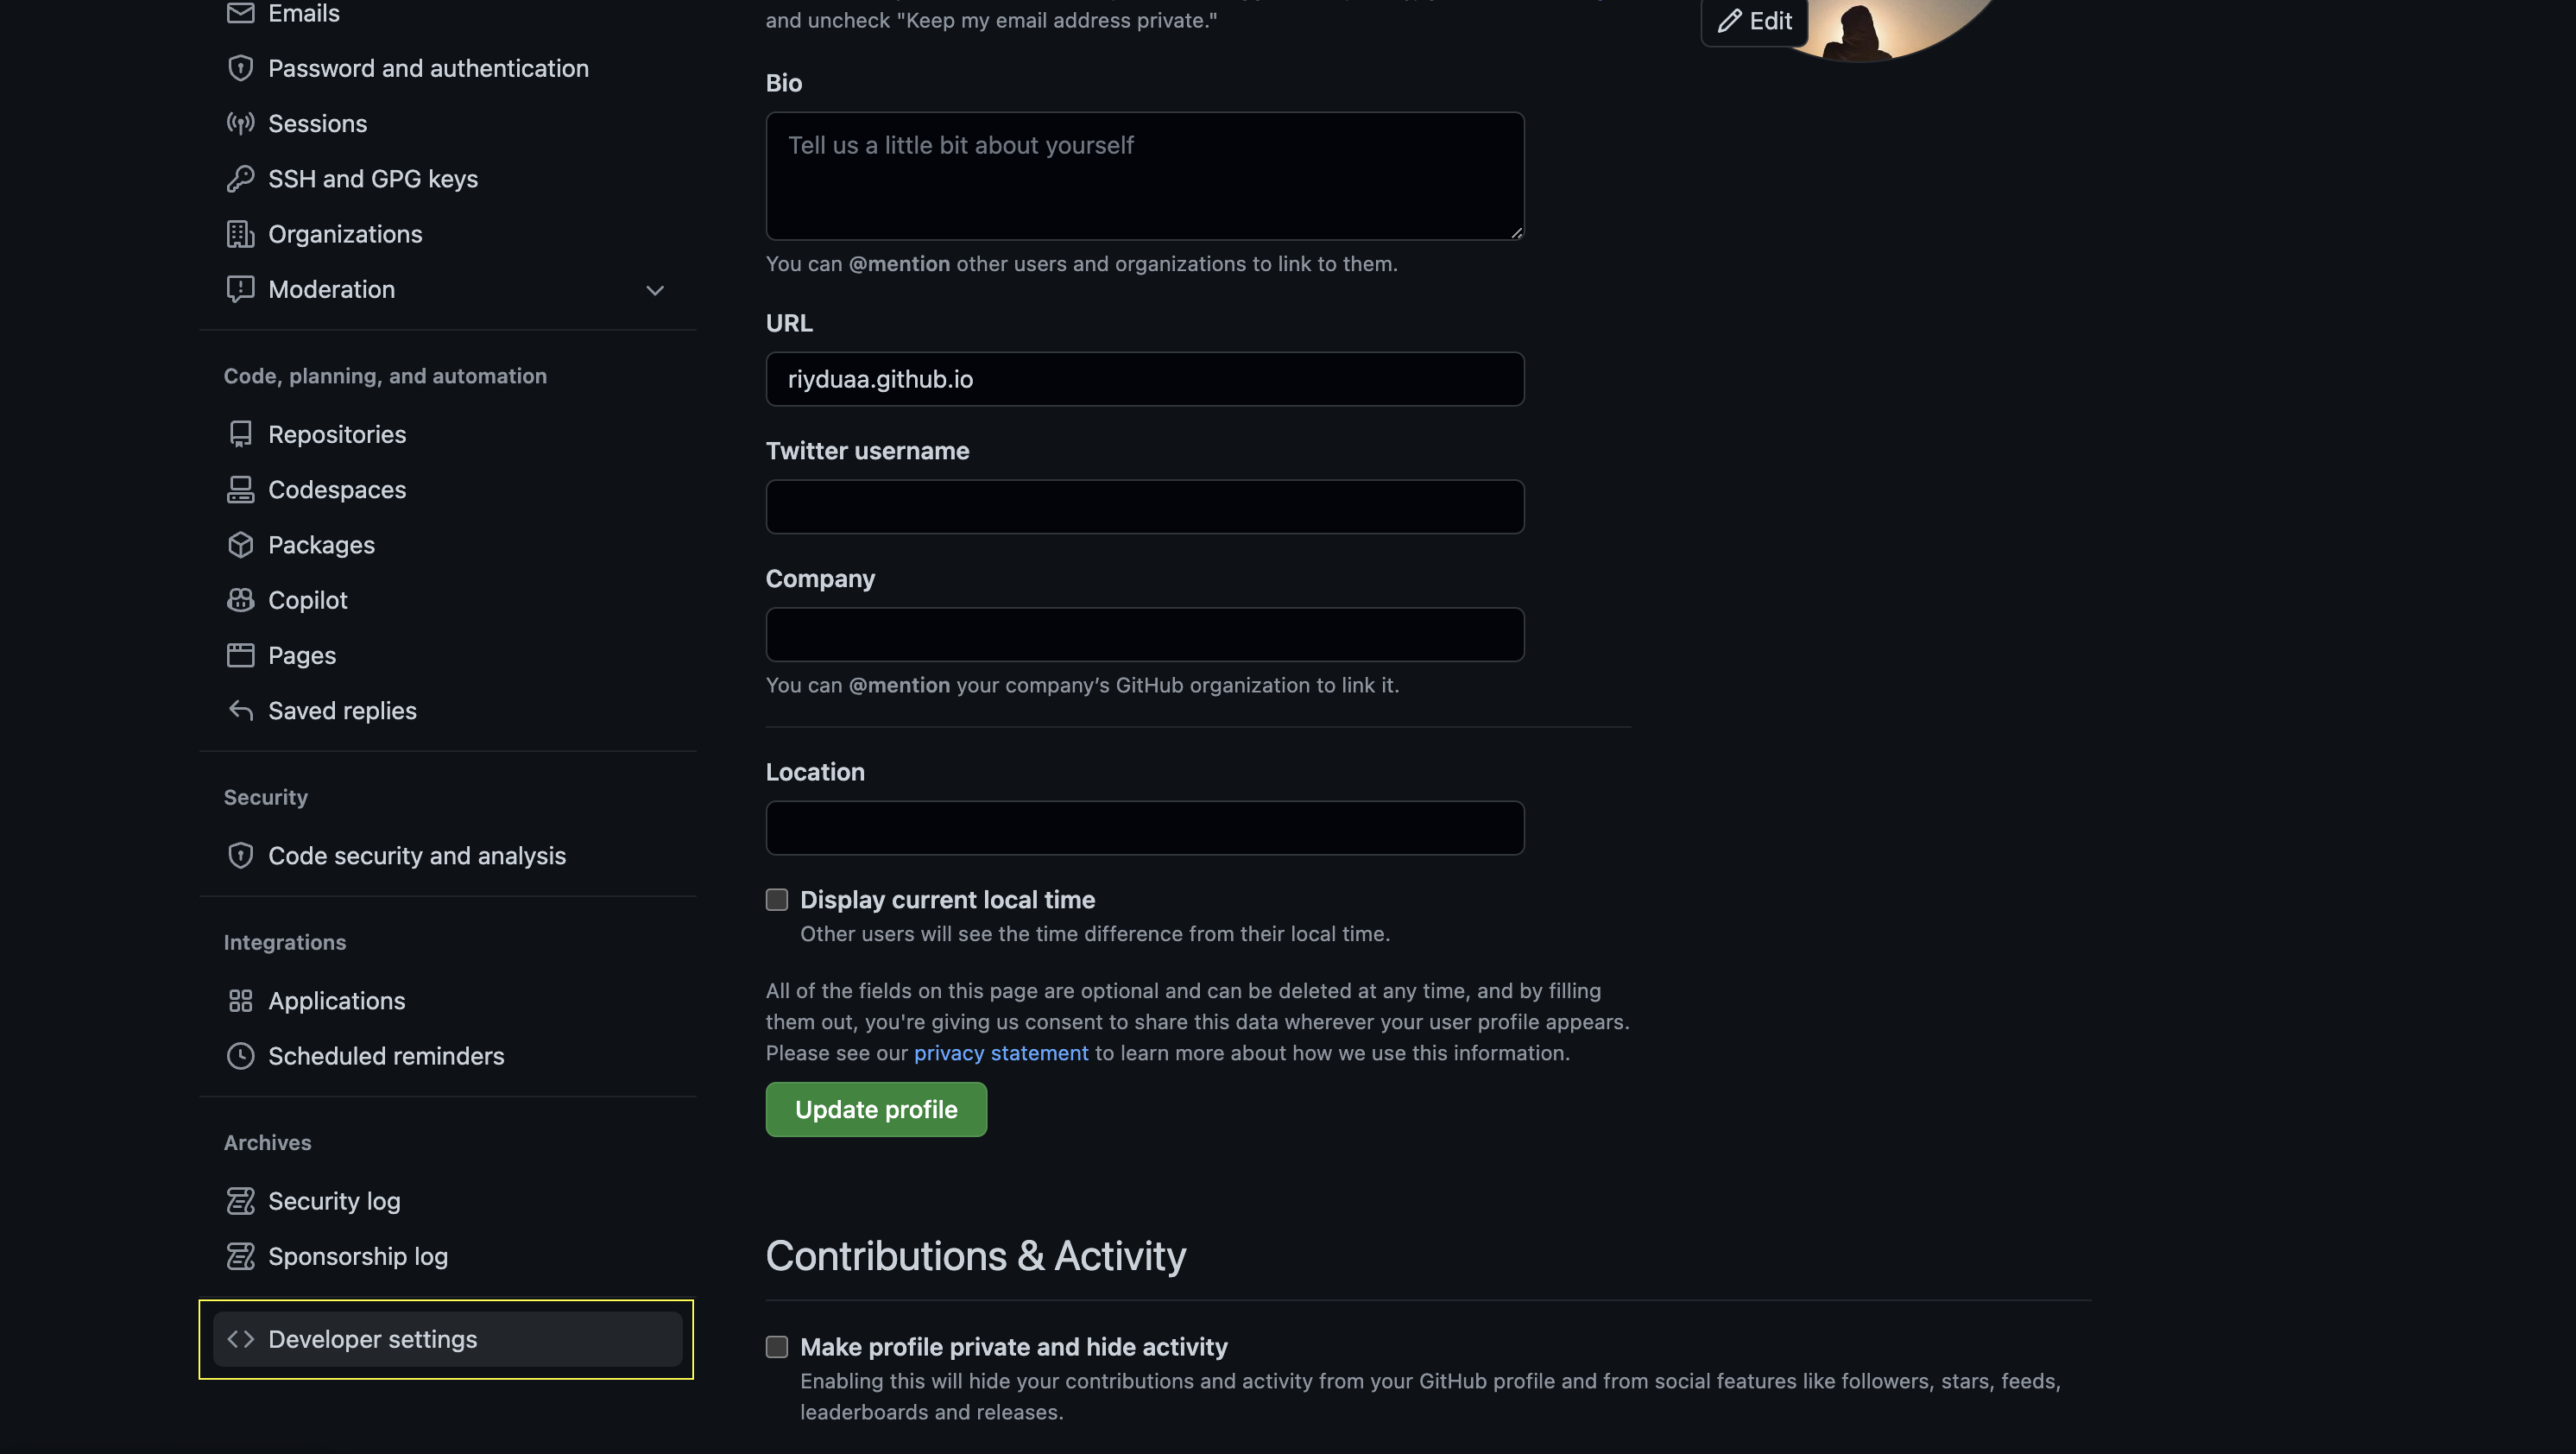 Emails
Password and authentication
Sessions
SSH and GPG keys
Organizations
Moderation
Code, planning, and automation
Repositories
Codespaces
Packages
Copilot
Pages
Saved replies
Security
Code security and analysis
Integrations
Applications
Scheduled reminders
Archives
Security log
Sponsorship log
Developer settings
and uncheck "Keep my email address private."
Edit
Bio
Tell us a little bit about yourself
You can @mention other users and organizations to link to them.
URL
riyduaa.github.io
Twitter username
Company
You can @mention your company’s GitHub organization to link it.
Location
Display current local time
Other users will see the time difference from their local time.
All of the fields on this page are optional and can be deleted at any time, and by filling
them out, you're giving us consent to share this data wherever your user profile appears.
Please see our privacy statement to learn more about how we use this information.
Update profile
Contributions & Activity
Make profile private and hide activity
Enabling this will hide your contributions and activity from your GitHub profile and from social features like followers, stars, feeds,
leaderboards and releases.